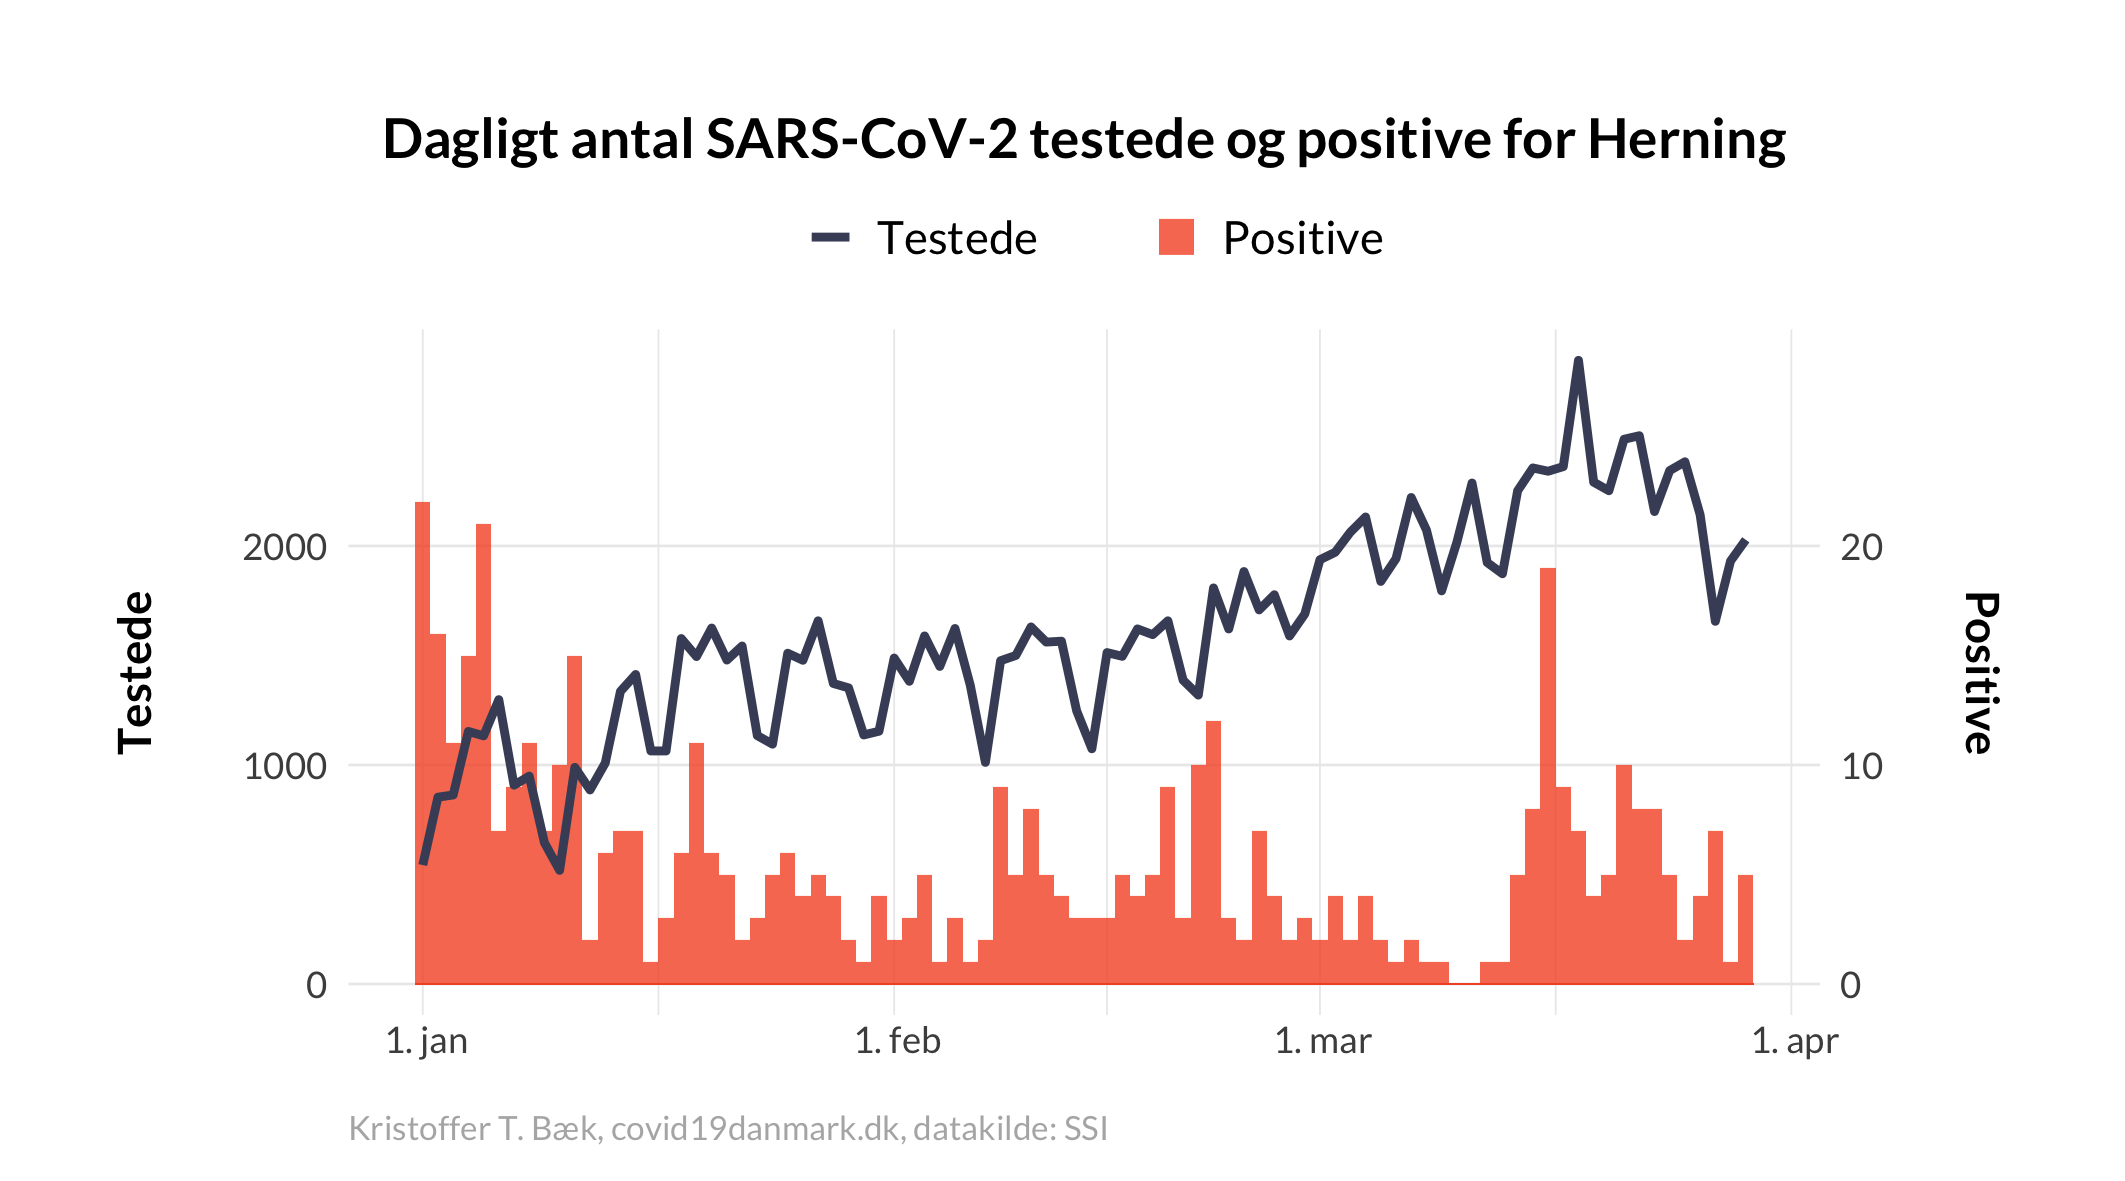 Dagligt antal SARS-CoV-2 testede og positive for Herning
Testede
Positive
2000
1000
0
Testede
20
10
0
Positive
1. jan
1. feb
1. mar
1. apr
Kristoffer T. Bæk, covid19danmark.dk, datakilde: SSI